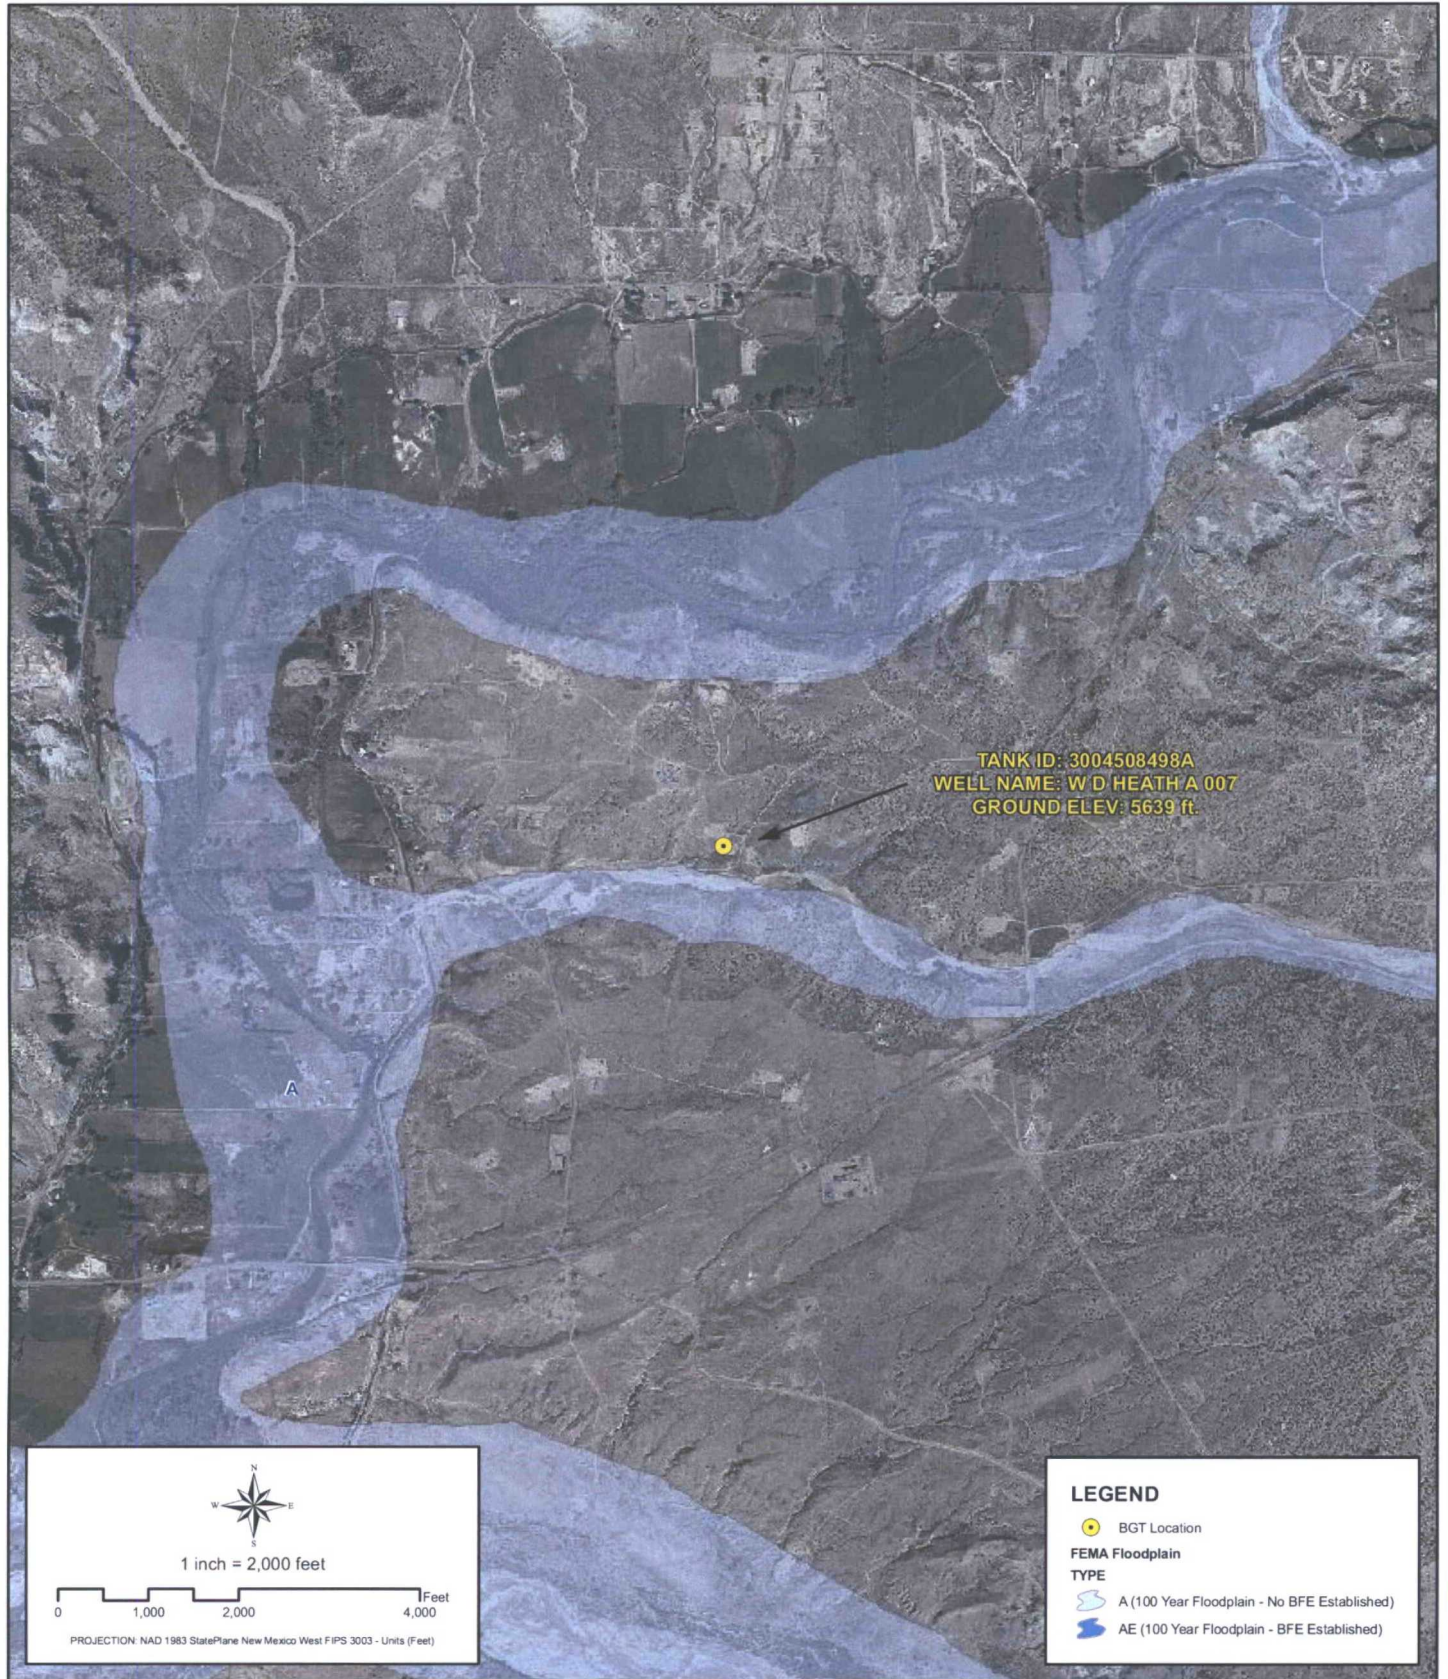 TANK ID: 3004508498A
WELL NAME: W D HEATH A 007
GROUND ELEV: 5639 ft.
A
N
W
E
S
1 inch = 2,000 feet
Feet
0
1,000
2,000
4,000
PROJECTION: NAD 1983 StatePlane New Mexico West FIPS 3003 - Units (Feet)
LEGEND
BGT Location
FEMA Floodplain
TYPE
A (100 Year Floodplain - No BFE Established)
AE (100 Year Floodplain - BFE Established)